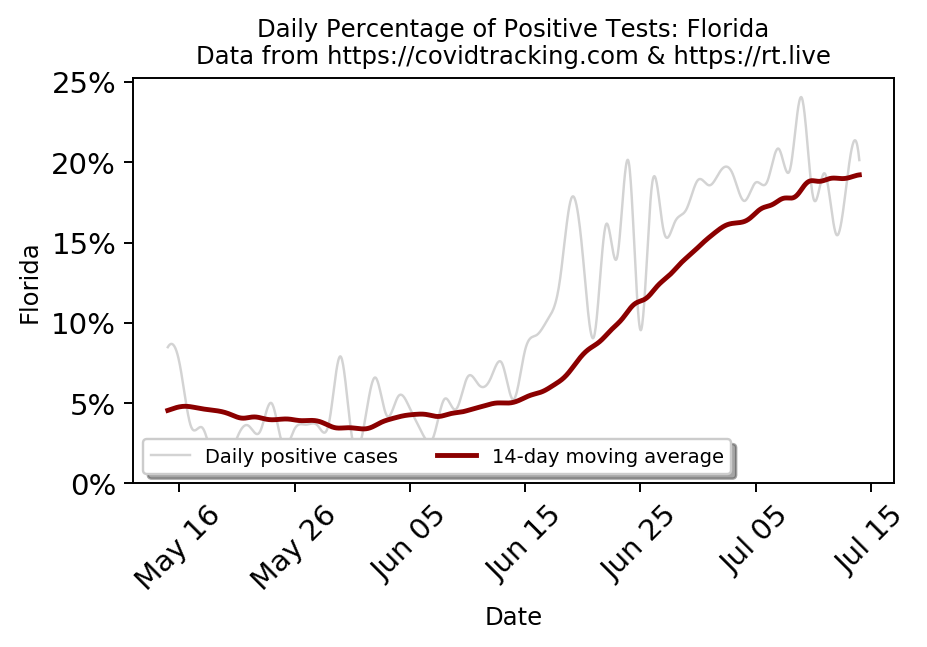 Daily Percentage of Positive Tests: Florida
Data from https://covidtracking.com & https://rt.live
25%
20%
15%
10%
5%
0%
Florida
Daily positive cases
14-day moving average
May 16
May 26
Jun 05
Jun 15
Jun 25
Jul 05
Jul 15
Date